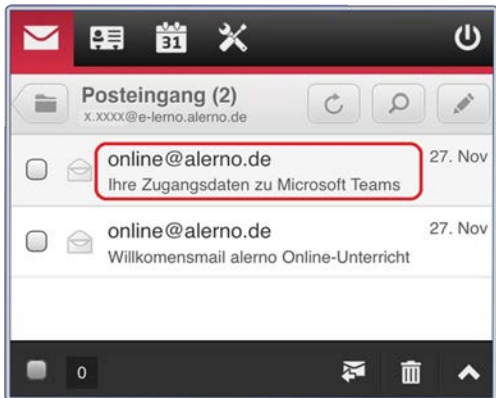 31
Posteingang (2)
x.xxxx@e-lerno.alerno.de
online@alerno.de
27. Nov
Ihre Zugangsdaten zu Microsoft Teams
online@alerno.de
27. Nov
Willkomensmail alerno Online-Unterricht
0